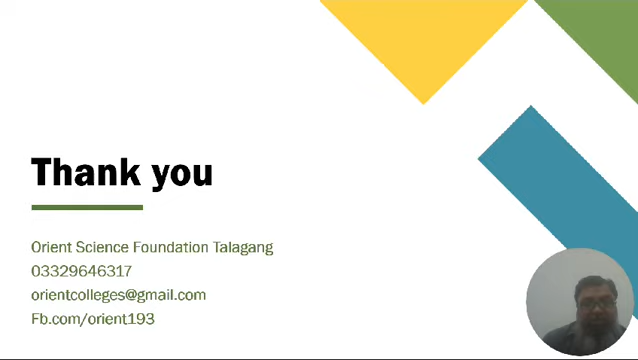 Thank you
Orient Science Foundation Talagang
03329646317
orientcolleges@gmail.com
Fb.com/orient193